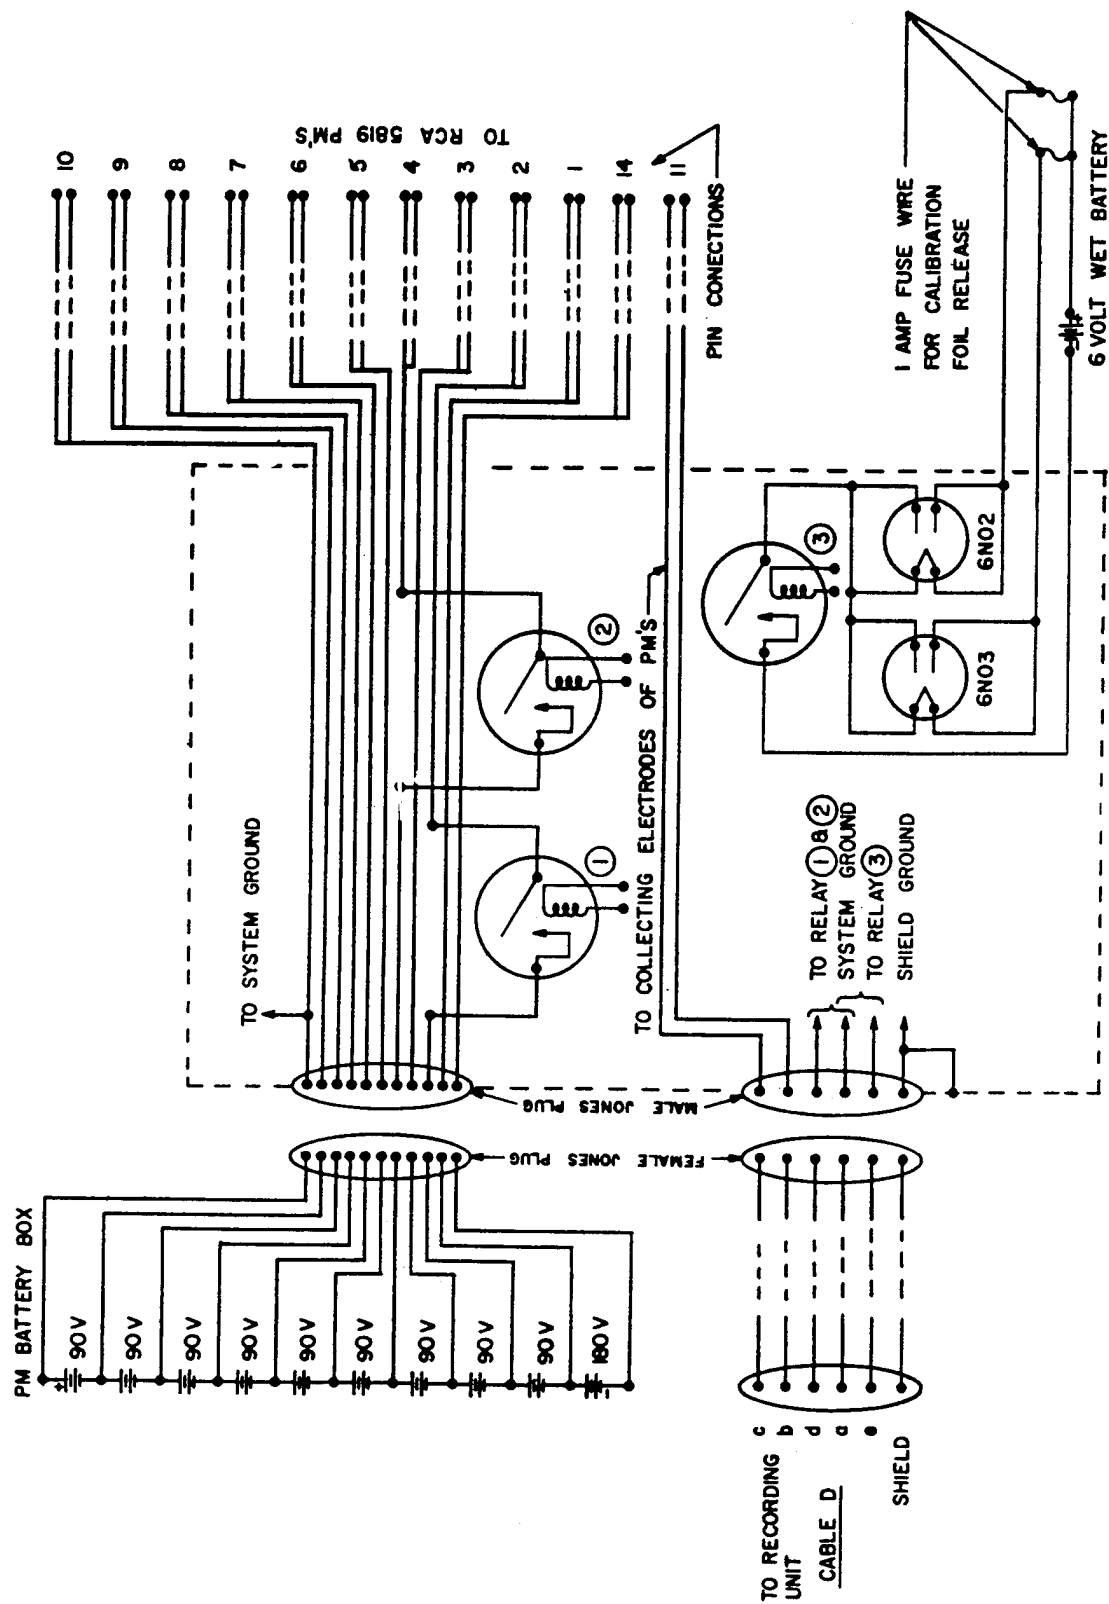 PM BATTERY BOX
90V
90V
90V
90V
90V
90V
90V
90V
90V
180V
+
-
TO SYSTEM GROUND
10
9
8
7
6
5
4
3
2
1
14
11
TO RCA 5819 PM'S
PIN CONECTIONS
1
2
3
FEMALE JONES PLUG
MALE JONES PLUG
TO COLLECTING ELECTRODES OF PM'S
TO RELAY 1 & 2
SYSTEM GROUND
TO RELAY 3
SHIELD GROUND
6NO3
6NO2
1 AMP FUSE WIRE
FOR CALIBRATION
FOIL RELEASE
6 VOLT WET BATTERY
c
b
d
a
e
SHIELD
TO RECORDING
UNIT
CABLE D